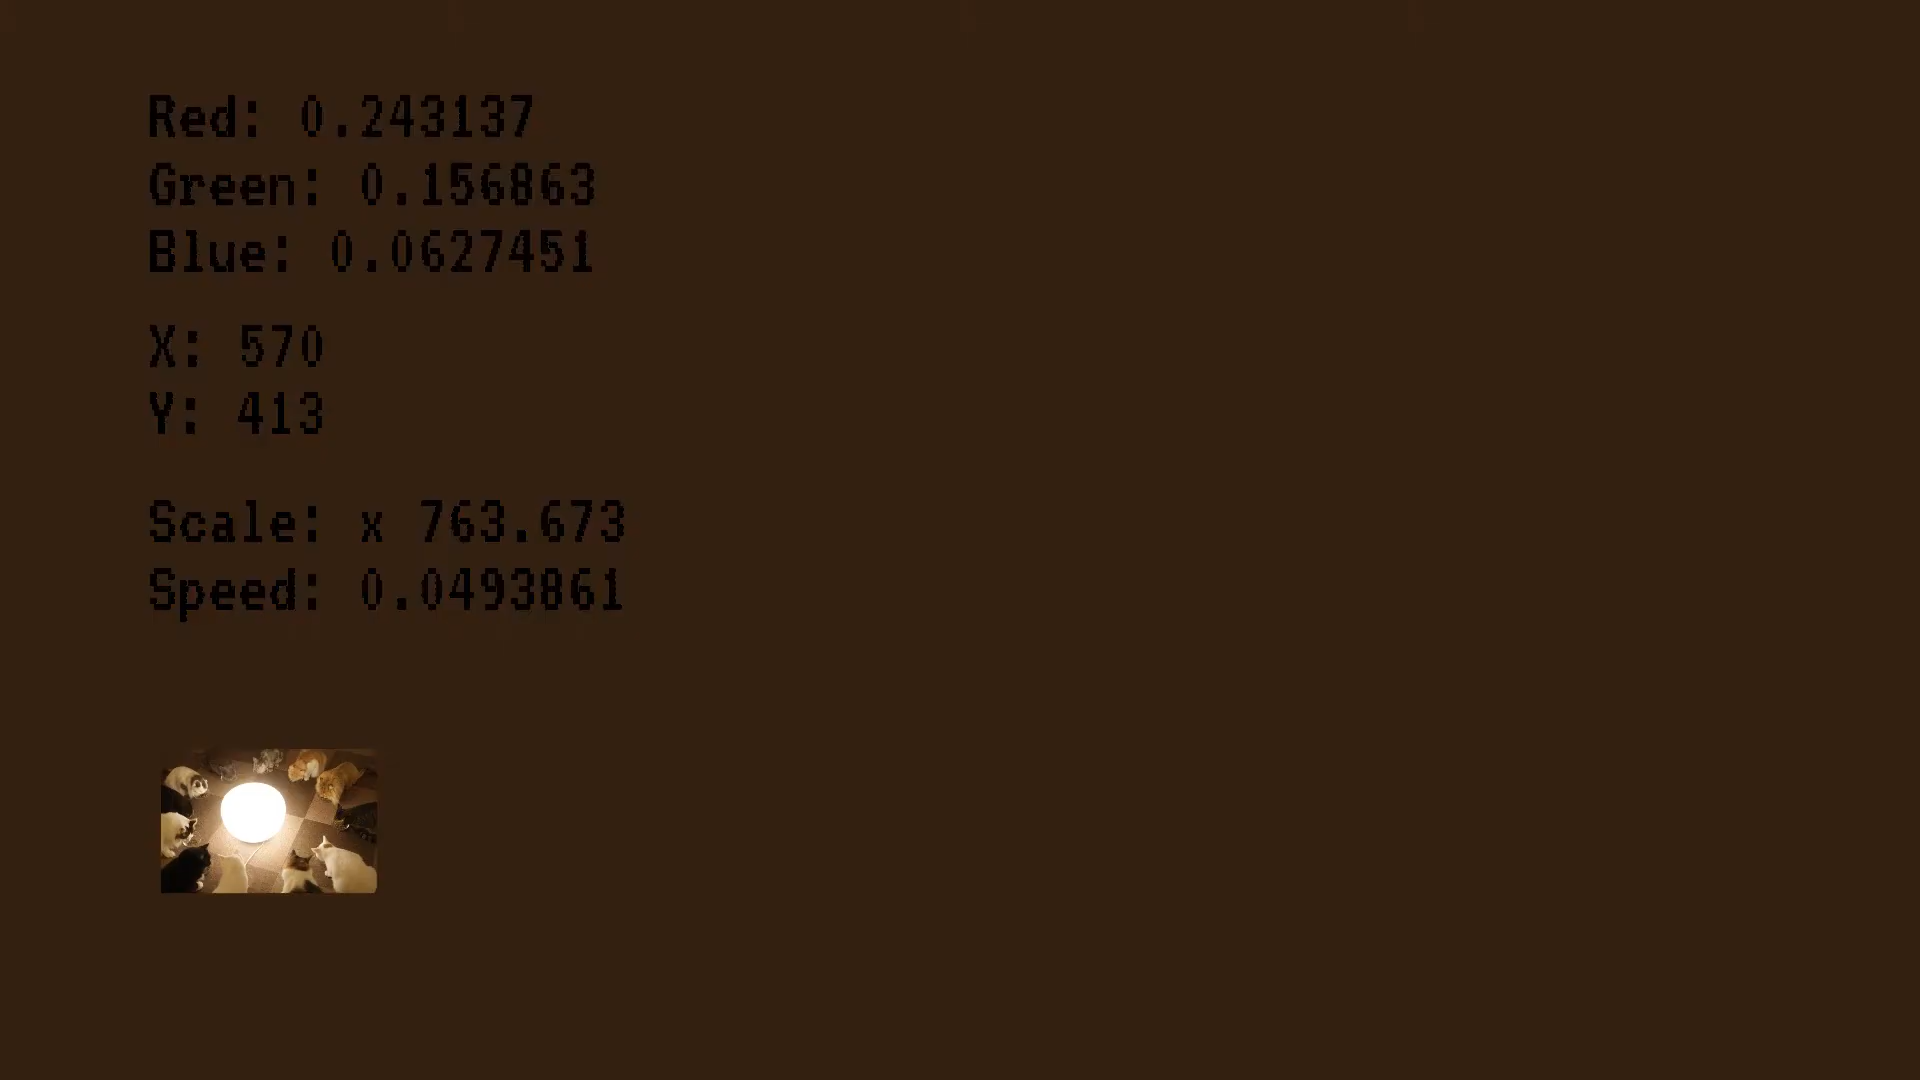 Red: 0.243137
Green: 0.156863
Blue: 0.0627451
X: 570
Y: 413
Scale: x 763.673
Speed: 0.0493861